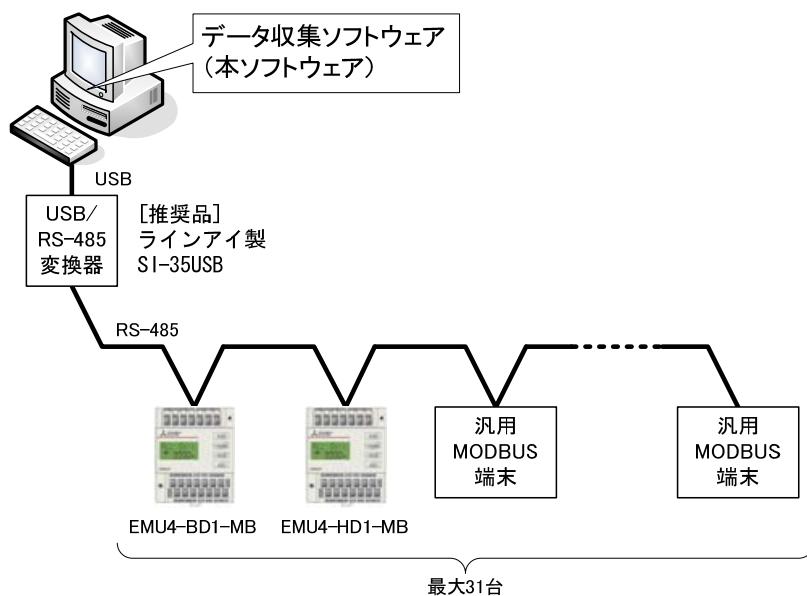 データ収集ソフトウェア
（本ソフトウェア）
USB
USB/
RS-485
変換器
［推奨品］
ラインアイ製
SI-35USB
RS-485
汎用
MODBUS
端末
汎用
MODBUS
端末
EMU4-BD1-MB
EMU4-HD1-MB
最大31台